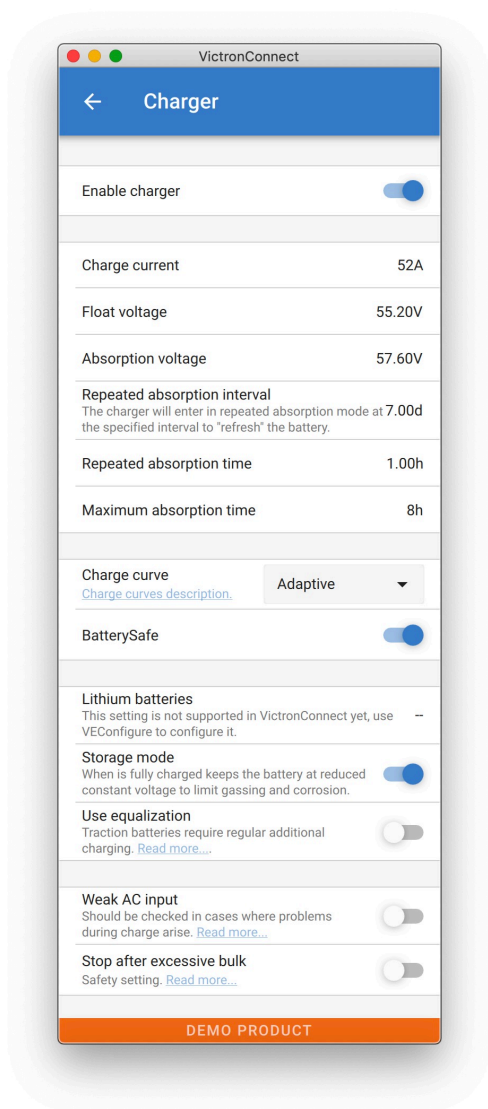 VictronConnect
Charger
Enable charger
Charge current 52A
Float voltage 55.20V
Absorption voltage 57.60V
Repeated absorption interval
The charger will enter in repeated absorption mode at 7.00d
the specified interval to "refresh" the battery.
Repeated absorption time 1.00h
Maximum absorption time 8h
Charge curve
Charge curves description.
Adaptive
BatterySafe
Lithium batteries
This setting is not supported in VictronConnect yet, use --
VEConfigure to configure it.
Storage mode
When is fully charged keeps the battery at reduced
constant voltage to limit gassing and corrosion.
Use equalization
Traction batteries require regular additional
charging. Read more....
Weak AC input
Should be checked in cases where problems
during charge arise. Read more...
Stop after excessive bulk
Safety setting. Read more...
DEMO PRODUCT